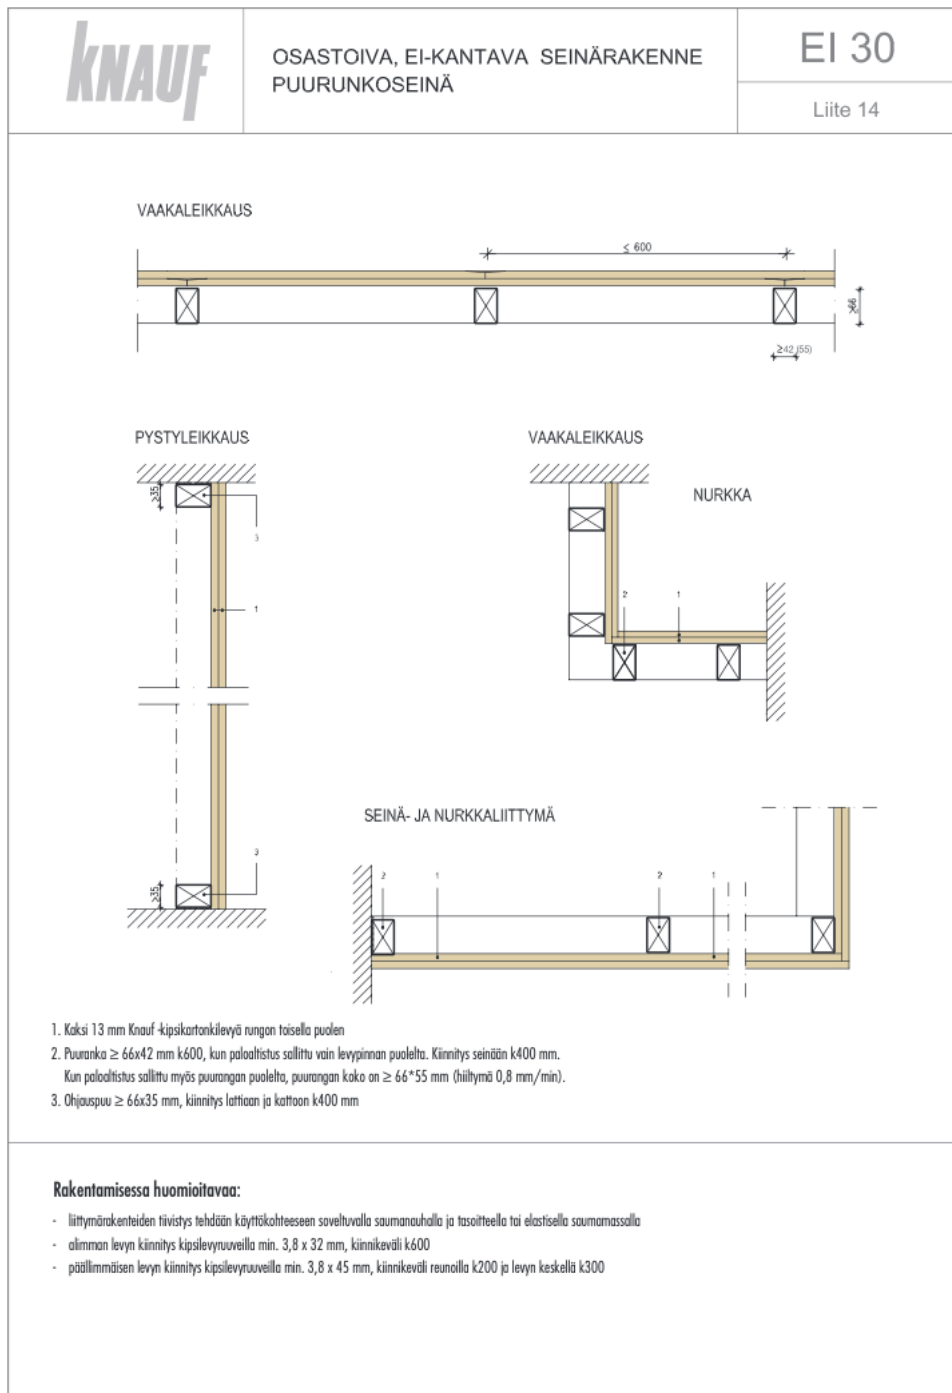 KNAUF
OSASTOIVA, EI-KANTAVA SEINÄRAKENNE
PUURUNKOSEINÄ
EI 30
Liite 14
VAAKALEIKKAUS
≤ 600
≥66
≥42 (55)
PYSTYLEIKKAUS
≥35
3
1
3
≥35
VAAKALEIKKAUS
NURKKA
2
1
SEINÄ- JA NURKKALIITTYMÄ
2
1
2
1
1. Kaksi 13 mm Knauf -kipsikartonkilevyä rungon toisella puolen
2. Puuranka ≥ 66x42 mm k600, kun paloaltistus sallittu vain levypinnan puolelta. Kiinnitys seinään k400 mm.
Kun paloaltistus sallittu myös puurangan puolelta, puurangan koko on ≥ 66*55 mm (hiiltymä 0,8 mm/min).
3. Ohjauspuu ≥ 66x35 mm, kiinnitys lattiaan ja kattoon k400 mm
Rakentamisessa huomioitavaa:
- liittymärakenteiden tiivistys tehdään käyttökohteeseen soveltuvalla saumanauhalla ja tasoitteella tai elastisella saumamassalla
- alimman levyn kiinnitys kipsilevyruuveilla min. 3,8 x 32 mm, kiinnikeväli k600
- päällimmäisen levyn kiinnitys kipsilevyruuveilla min. 3,8 x 45 mm, kiinnikeväli reunoilla k200 ja levyn keskellä k300